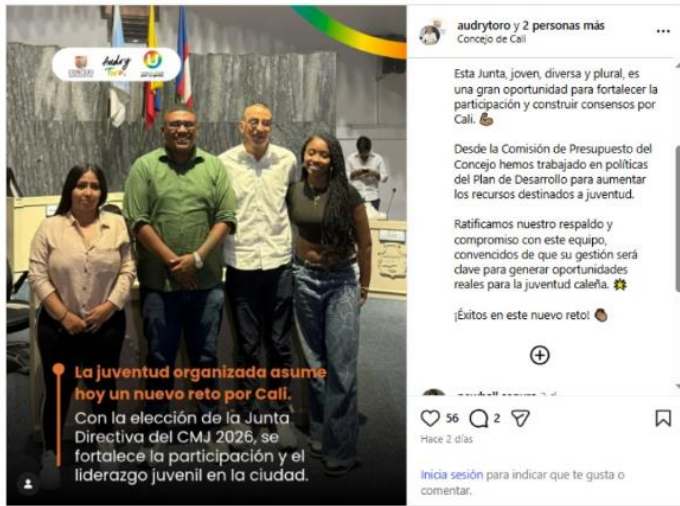 CONCEJO
Audry
Toro
La juventud organizada asume
hoy un nuevo reto por Cali.
Con la elección de la Junta
Directiva del CMJ 2026, se
fortalece la participación y el
liderazgo juvenil en la ciudad.
audrytoro y 2 personas más
Concejo de Cali
Esta Junta, joven, diversa y plural, es
una gran oportunidad para fortalecer la
participación y construir consensos por
Cali. 💪🏾
Desde la Comisión de Presupuesto del
Concejo hemos trabajado en políticas
del Plan de Desarrollo para aumentar
los recursos destinados a juventud.
Ratificamos nuestro respaldo y
compromiso con este equipo,
convencidos de que su gestión será
clave para generar oportunidades
reales para la juventud caleña. 🌟
¡Éxitos en este nuevo reto! 👏🏾
56 2
Hace 2 días
Inicia sesión para indicar que te gusta o
comentar.